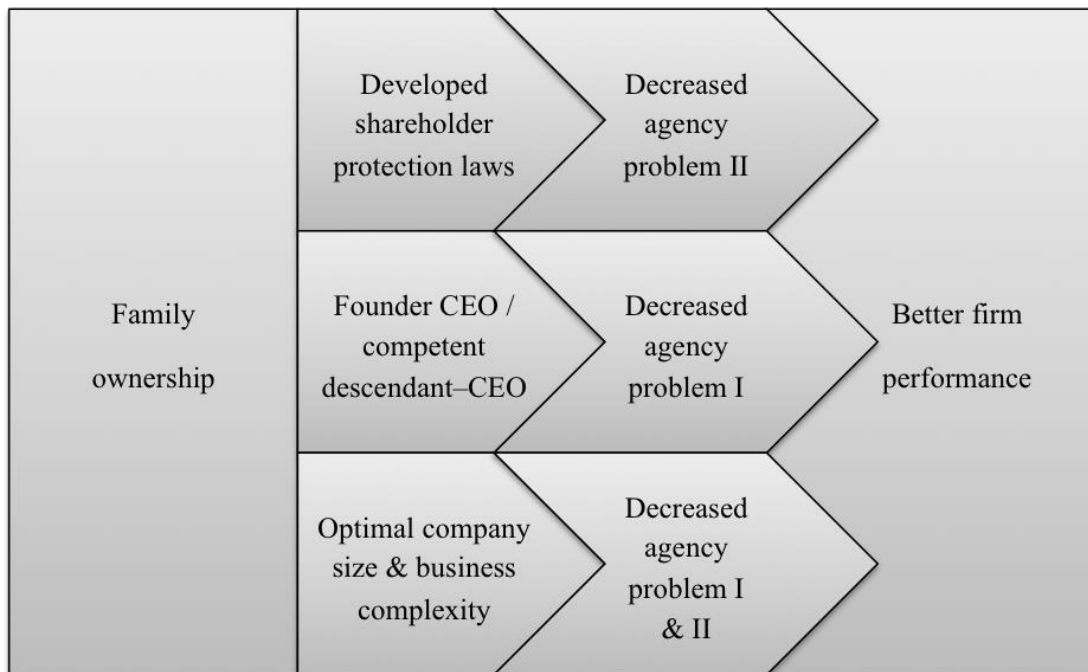 Family
ownership
Developed
shareholder
protection laws
Decreased
agency
problem II
Founder CEO /
competent
descendant–CEO
Decreased
agency
problem I
Optimal company
size & business
complexity
Decreased
agency
problem I
& II
Better firm
performance